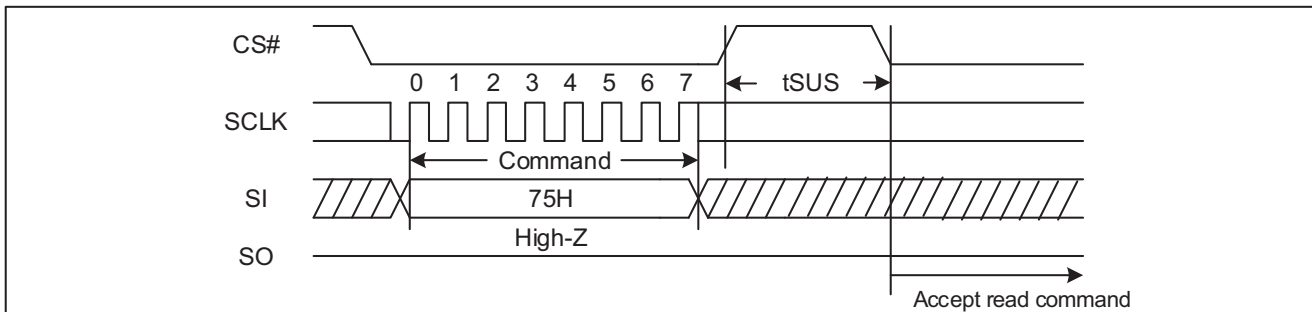 CS#
0 1 2 3 4 5 6 7
tSUS
SCLK
Command
SI
75H
High-Z
SO
Accept read command